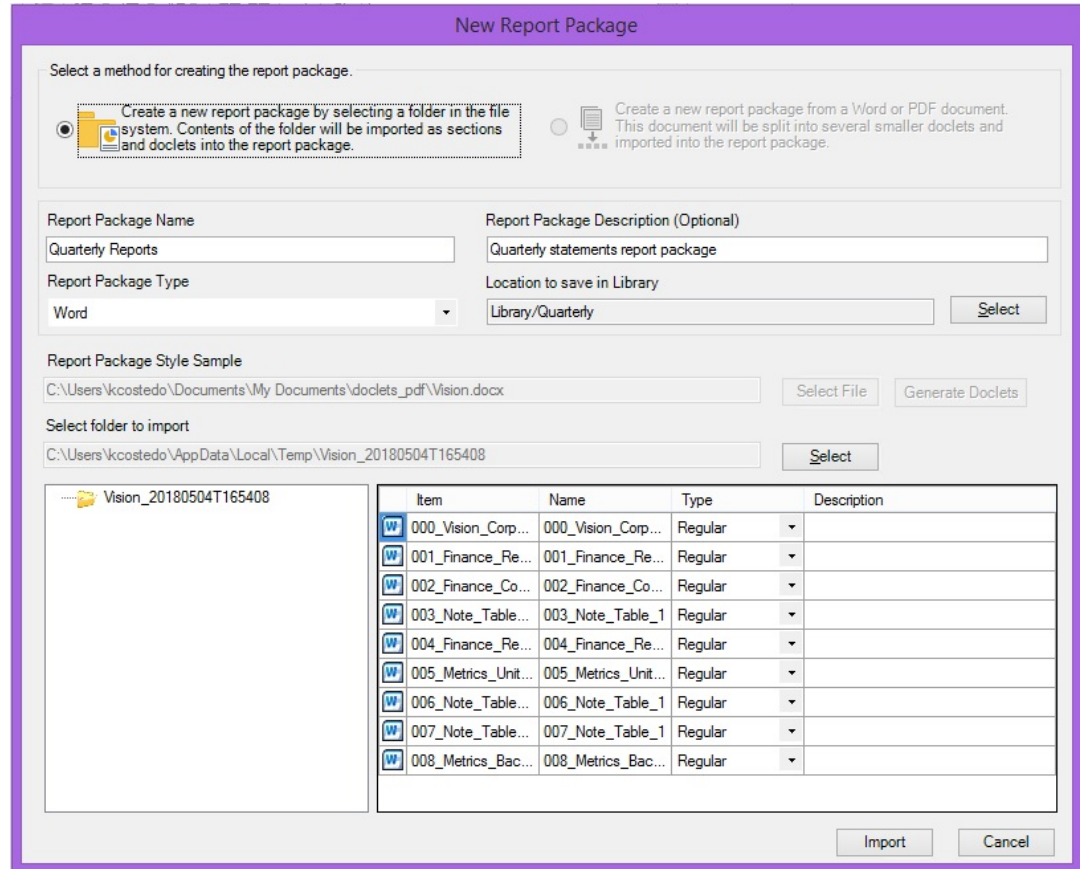 New Report Package
Select a method for creating the report package.
Create a new report package by selecting a folder in the file
system. Contents of the folder will be imported as sections
and doclets into the report package.
Create a new report package from a Word or PDF document.
This document will be split into several smaller doclets and
imported into the report package.
Report Package Name
Report Package Description (Optional)
Quarterly Reports
Quarterly statements report package
Report Package Type
Location to save in Library
Word
Library/Quarterly
Select
Report Package Style Sample
C:\Users\kcostedo\Documents\My Documents\doclets_pdf\Vision.docx
Select File
Generate Doclets
Select folder to import
C:\Users\kcostedo\AppData\Local\Temp\Vision_20180504T165408
Select
Vision_20180504T165408
Item Name Type Description
000_Vision_Corp... 000_Vision_Corp... Regular
001_Finance_Re... 001_Finance_Re... Regular
002_Finance_Co... 002_Finance_Co... Regular
003_Note_Table... 003_Note_Table_1 Regular
004_Finance_Re... 004_Finance_Re... Regular
005_Metrics_Unit... 005_Metrics_Unit... Regular
006_Note_Table... 006_Note_Table_1 Regular
007_Note_Table... 007_Note_Table_1 Regular
008_Metrics_Bac... 008_Metrics_Bac... Regular
Import
Cancel